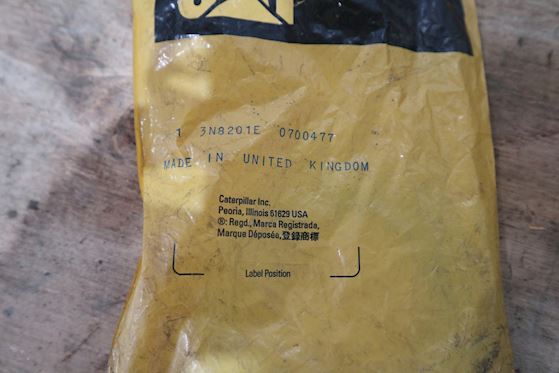 CAT
1 3N8201E 0700477
MADE IN UNITED KINGDOM
Caterpillar Inc.
Peoria, Illinois 61629 USA
®: Regd., Marca Registrada,
Marque Déposée, 登録商標
Label Position